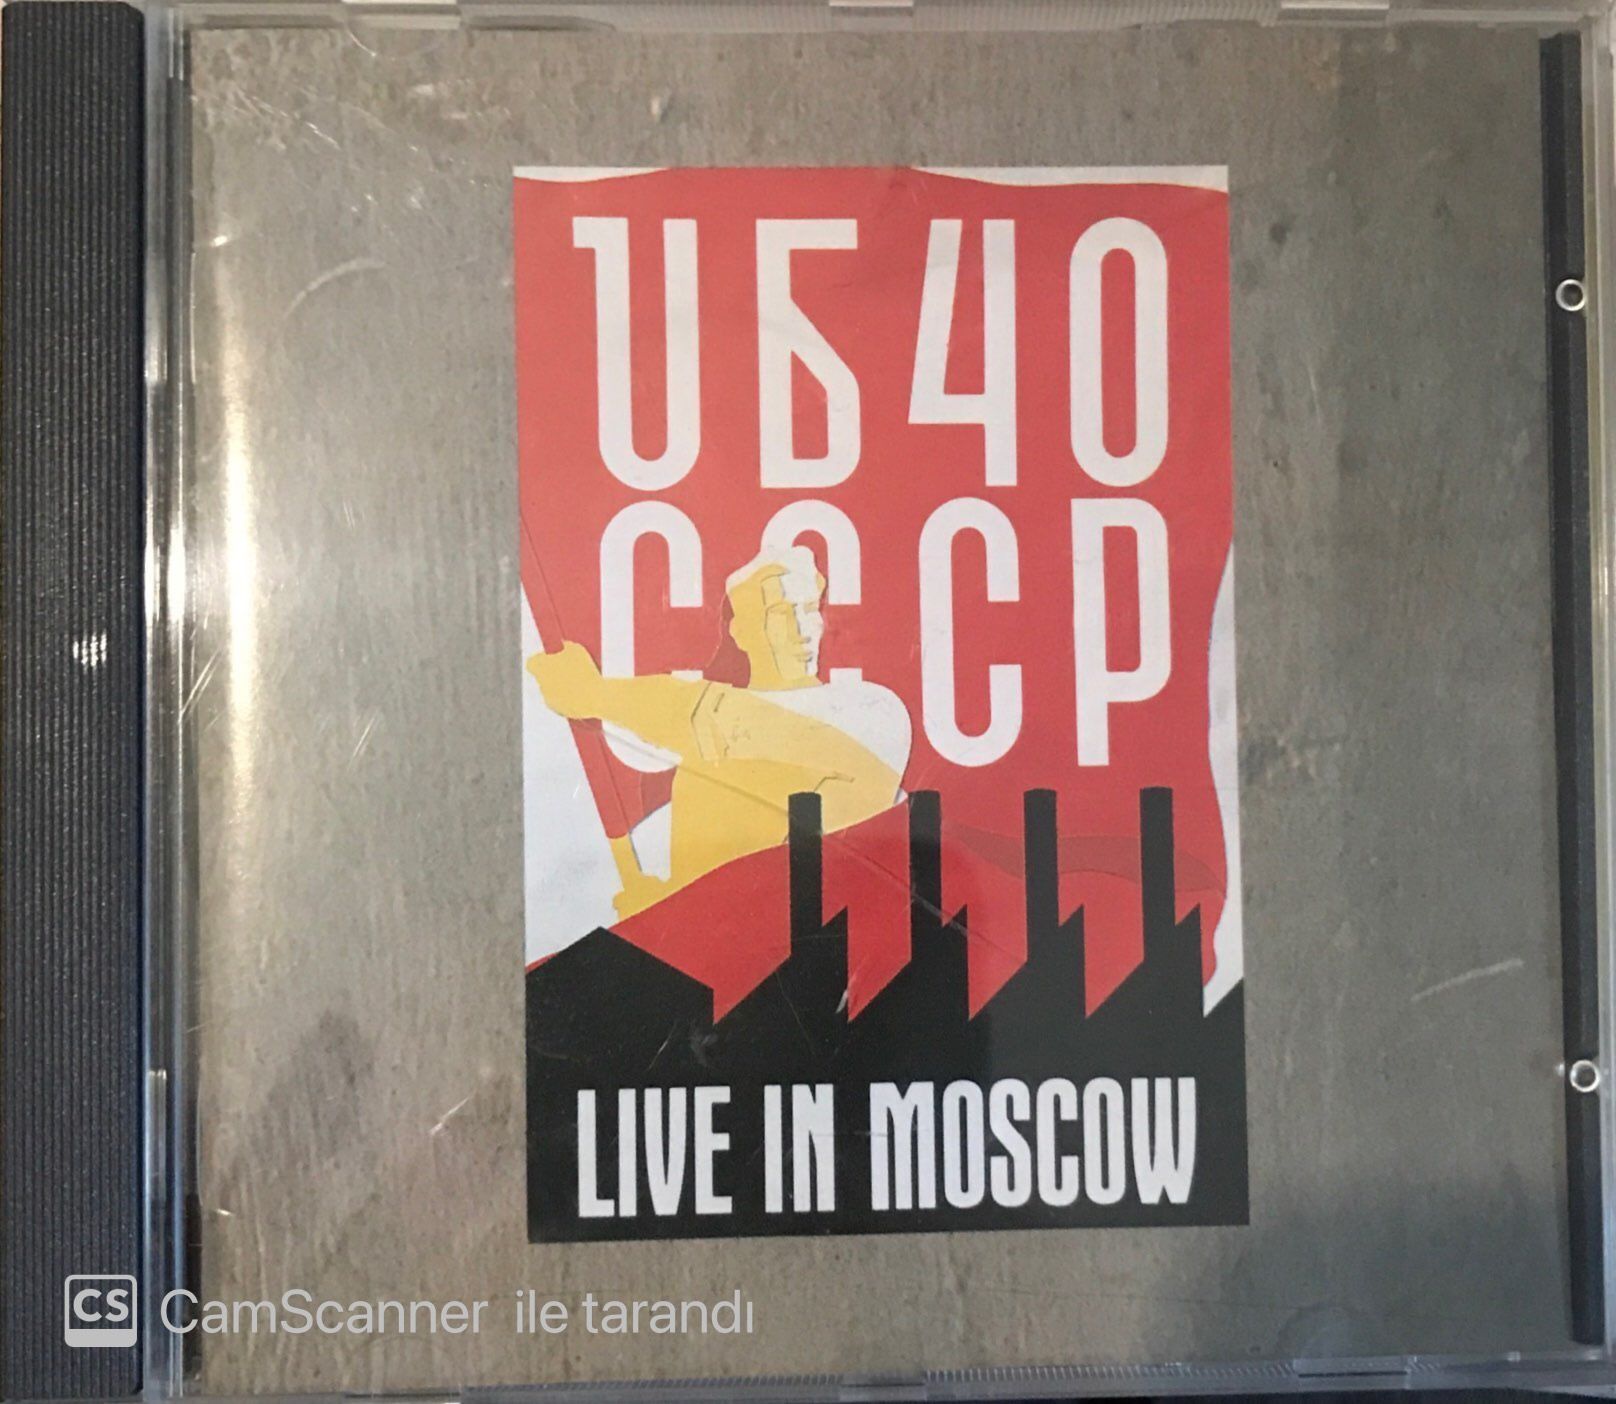 UБ40
CCCP
LIVE IN MOSCOW
CS CamScanner ile tarandı